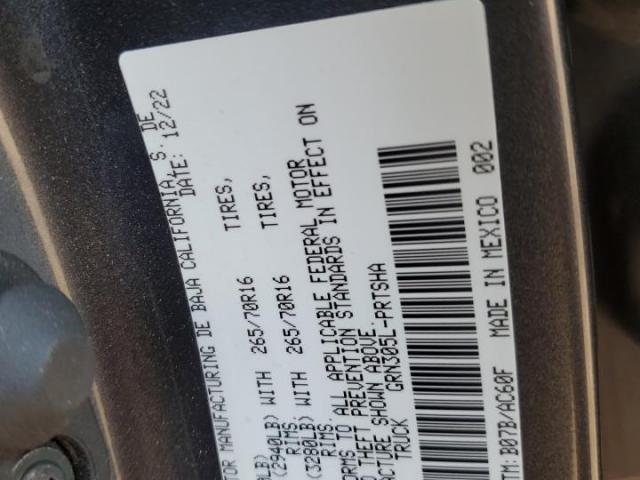 TOR MANUFACTURING DE BAJA CALIFORNIA, S. DE
DATE: 12/22
(2940LB) WITH 265/70R16 TIRES,
RIMS,
(3280LB) WITH 265/70R16 TIRES,
RIMS.
ORMS TO ALL APPLICABLE FEDERAL MOTOR
THEFT PREVENTION STANDARDS IN EFFECT ON
ACTURE SHOWN ABOVE.
TRUCK GRN305L-PRTSHA
TM: B07B/AC60F MADE IN MEXICO 002